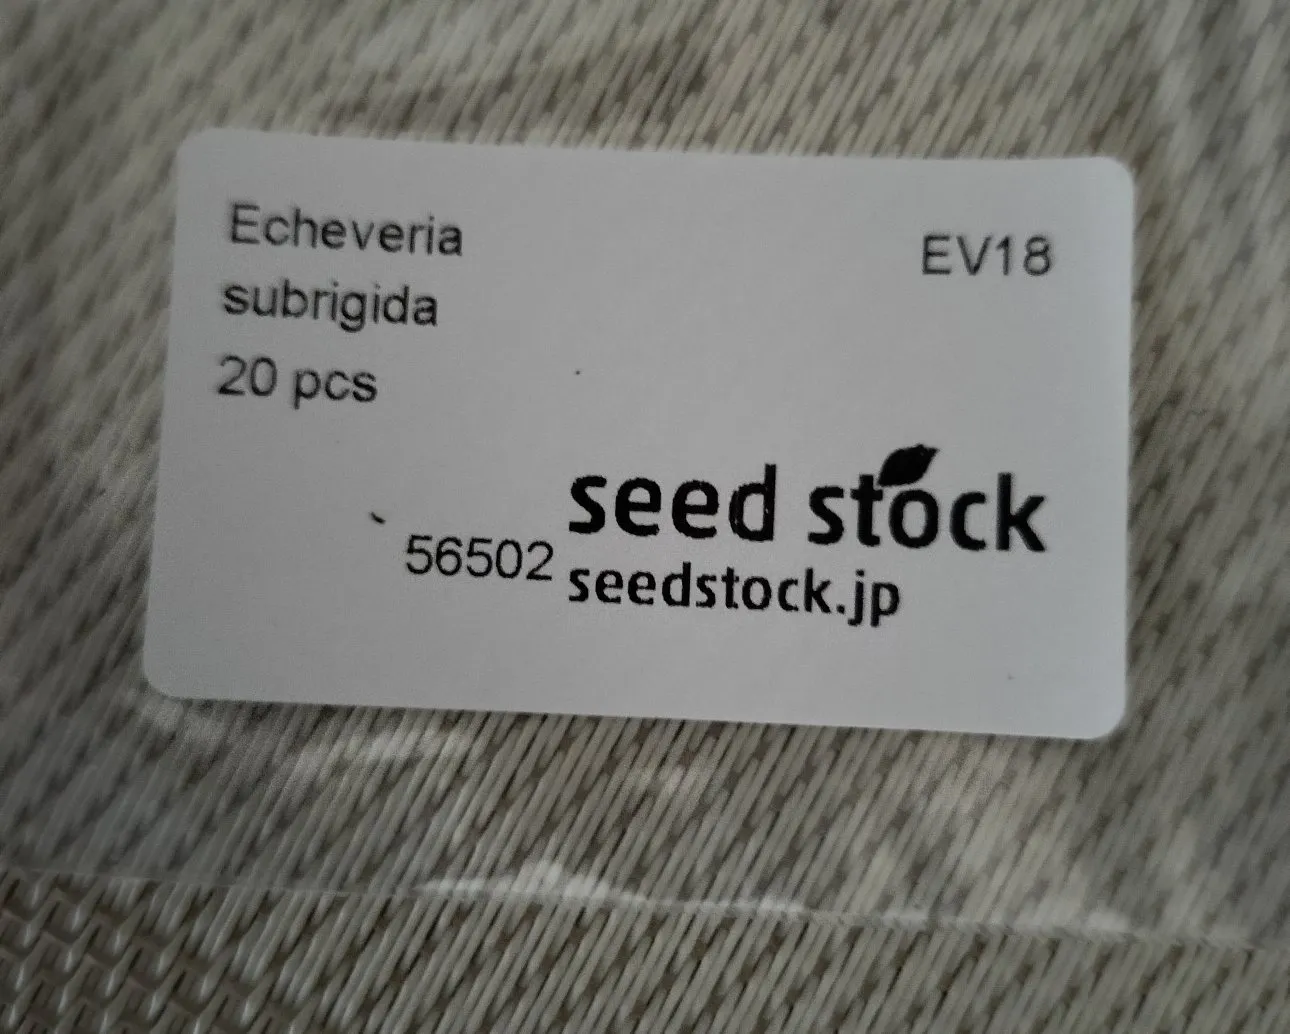 Echeveria
subrigida
20 pcs
EV18
seed stock
56502
seedstock.jp